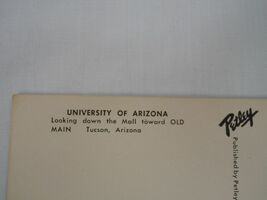 UNIVERSITY OF ARIZONA
Looking down the Mall toward OLD
MAIN Tucson, Arizona
Petley
Published by Petley